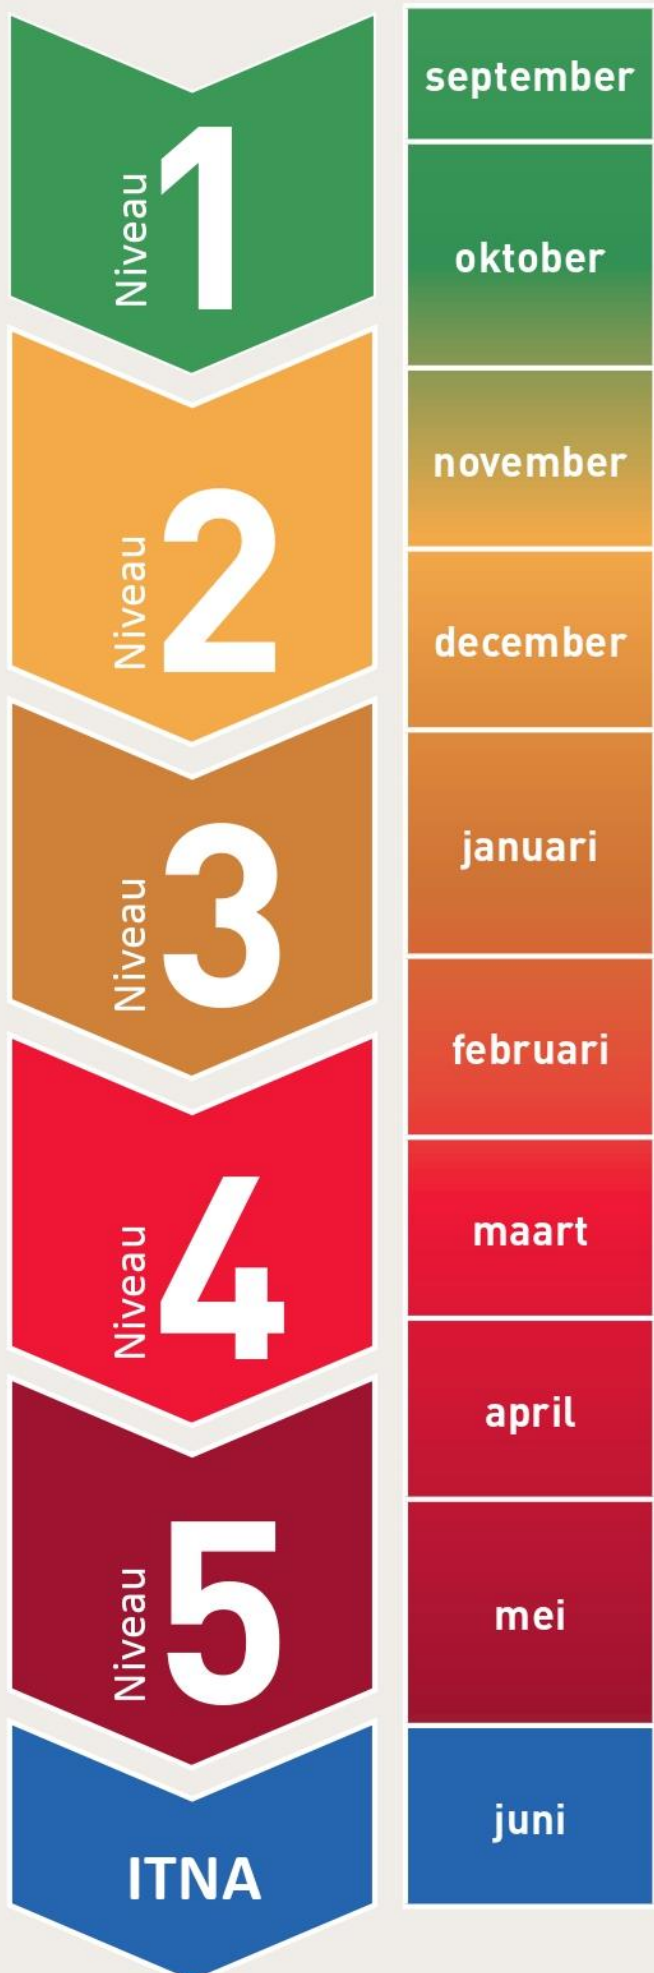 Niveau 1
Niveau 2
Niveau 3
Niveau 4
Niveau 5
ITNA
september
oktober
november
december
januari
februari
maart
april
mei
juni